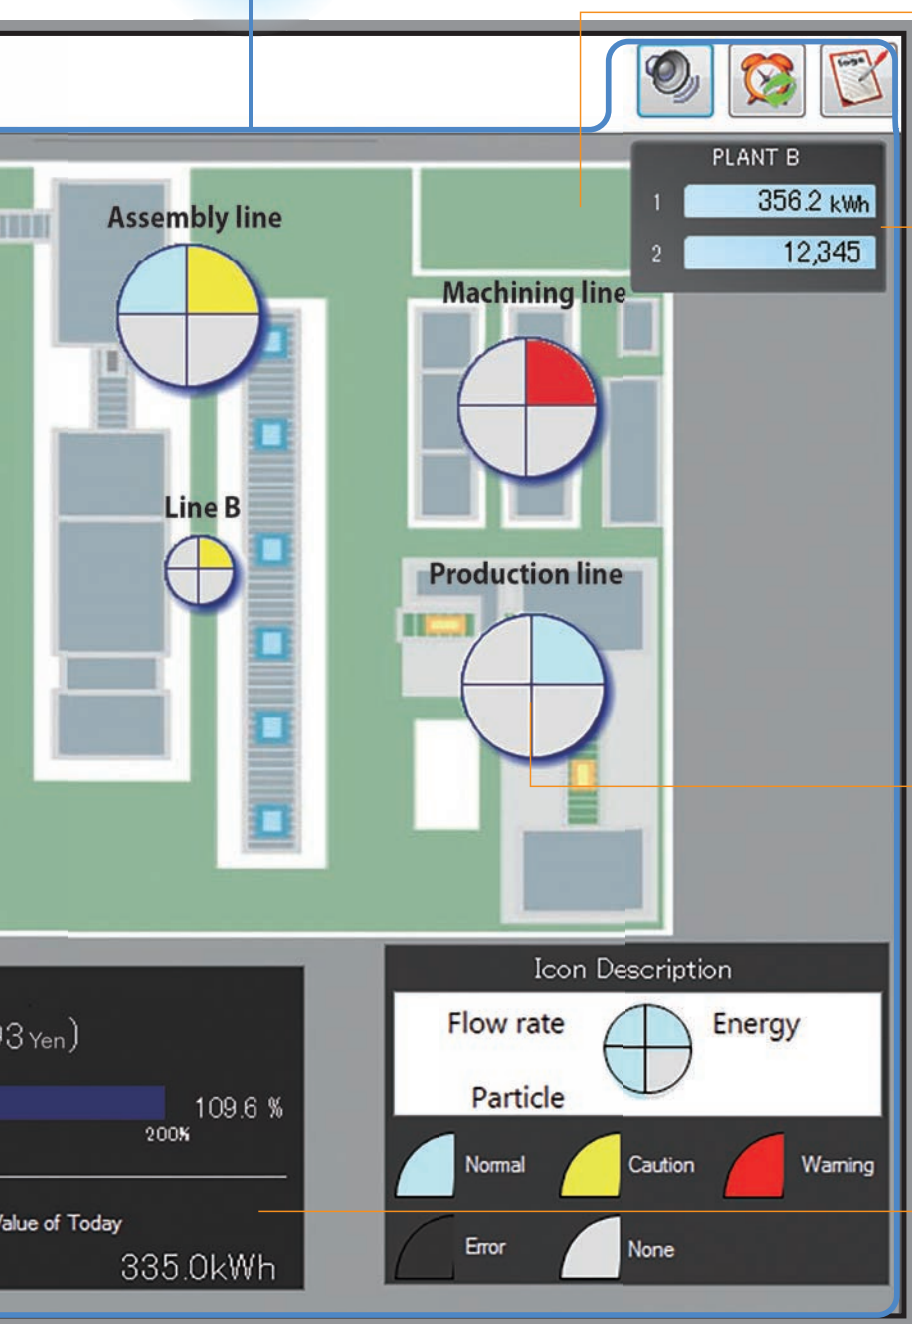 PLANT B
1 356.2 kWh
2 12,345
Assembly line
Machining line
Line B
Production line
Icon Description
Flow rate
Energy
Particle
Normal
Caution
Warning
Error
None
Yen)
109.6 %
200%
Value of Today
335.0kWh